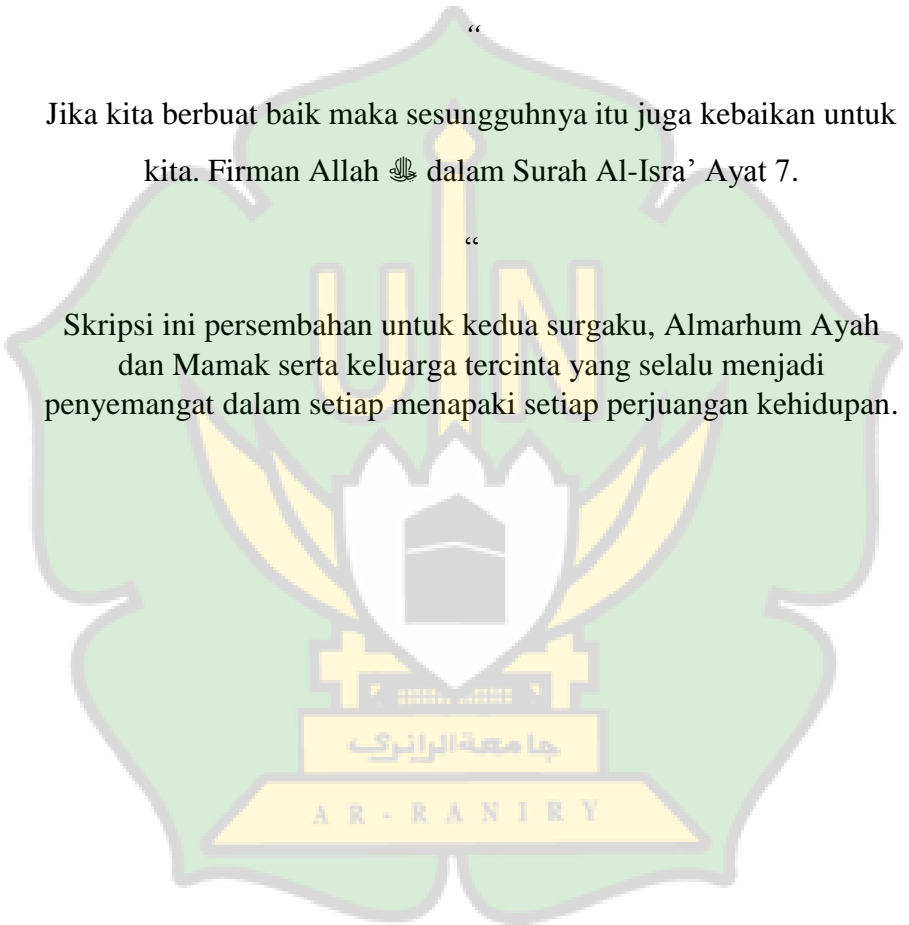 “
Jika kita berbuat baik maka sesungguhnya itu juga kebaikan untuk
kita. Firman Allah ﷻ dalam Surah Al-Isra’ Ayat 7.
“
UIN
Skripsi ini persembahan untuk kedua surgaku, Almarhum Ayah
dan Mamak serta keluarga tercinta yang selalu menjadi
penyemangat dalam setiap menapaki setiap perjuangan kehidupan.
جامعة الرانري
AR-RANIRY